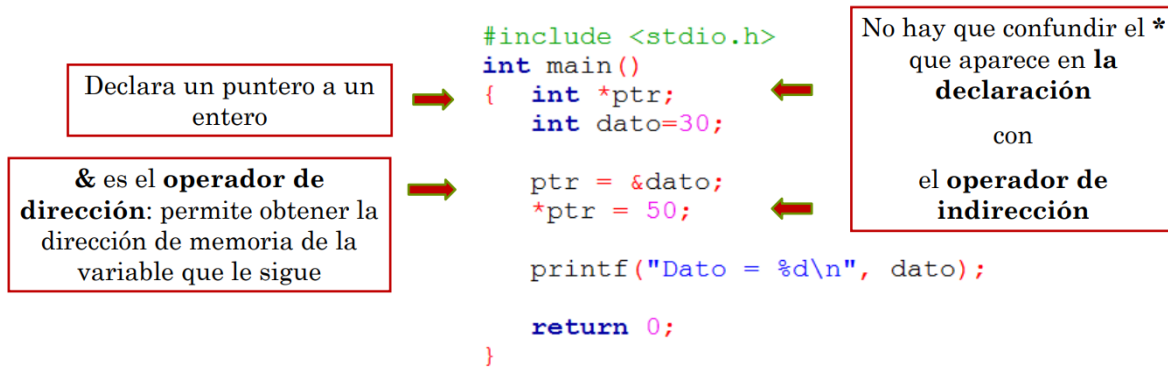 Declara un puntero a un
entero
& es el operador de
dirección: permite obtener la
dirección de memoria de la
variable que le sigue
#include <stdio.h>
int main()
{  int *ptr;
   int dato=30;
   ptr = &dato;
   *ptr = 50;
   printf("Dato = %d\n", dato);
   return 0;
}
No hay que confundir el *
que aparece en la
declaración
con
el operador de
indirección